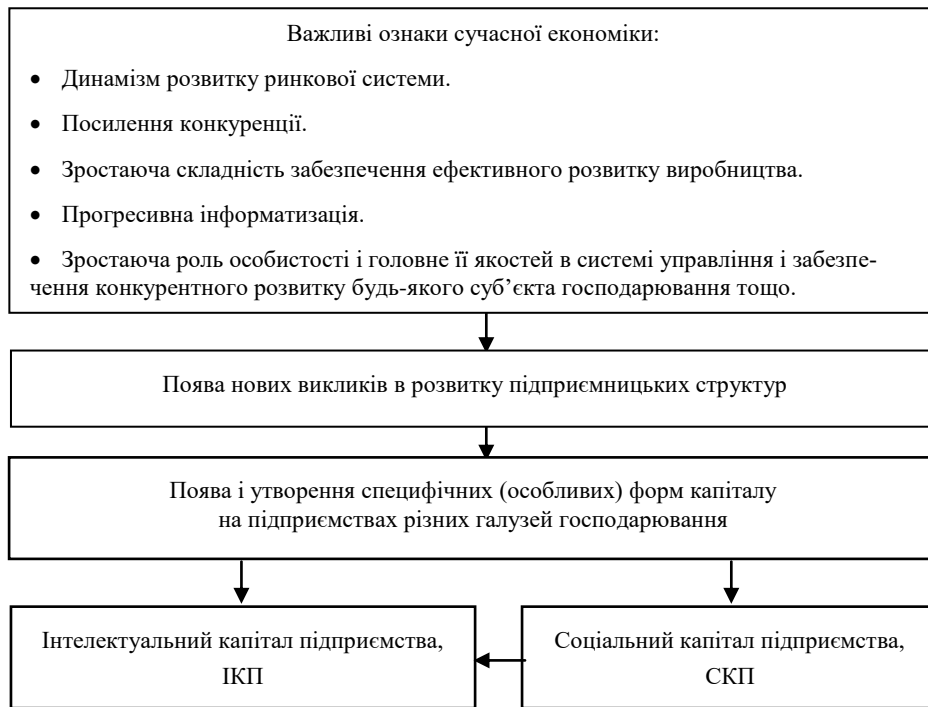 Важливі ознаки сучасної економіки:
• Динамізм розвитку ринкової системи.
• Посилення конкуренції.
• Зростаюча складність забезпечення ефективного розвитку виробництва.
• Прогресивна інформатизація.
• Зростаюча роль особистості і головне її якостей в системі управління і забезпе-
чення конкурентного розвитку будь-якого суб’єкта господарювання тощо.
Поява нових викликів в розвитку підприємницьких структур
Поява і утворення специфічних (особливих) форм капіталу
на підприємствах різних галузей господарювання
Інтелектуальний капітал підприємства,
ІКП
Соціальний капітал підприємства,
СКП